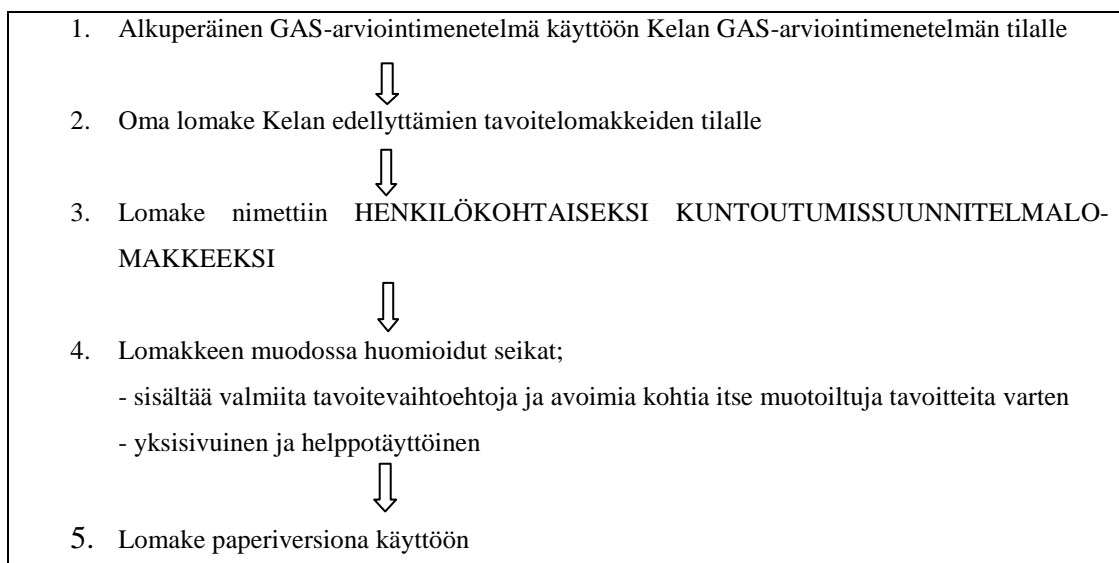 1. Alkuperäinen GAS-arviointimenetelmä käyttöön Kelan GAS-arviointimenetelmän tilalle
2. Oma lomake Kelan edellyttämien tavoitelomakkeiden tilalle
3. Lomake nimettiin HENKILÖKOHTAISEKSI KUNTOUTUMISSUUNNITELMALO-
MAKKEEKSI
4. Lomakkeen muodossa huomioidut seikat;
- sisältää valmiita tavoitevaihtoehtoja ja avoimia kohtia itse muotoiltuja tavoitteita varten
- yksisivuinen ja helppotäyttöinen
5. Lomake paperiversiona käyttöön